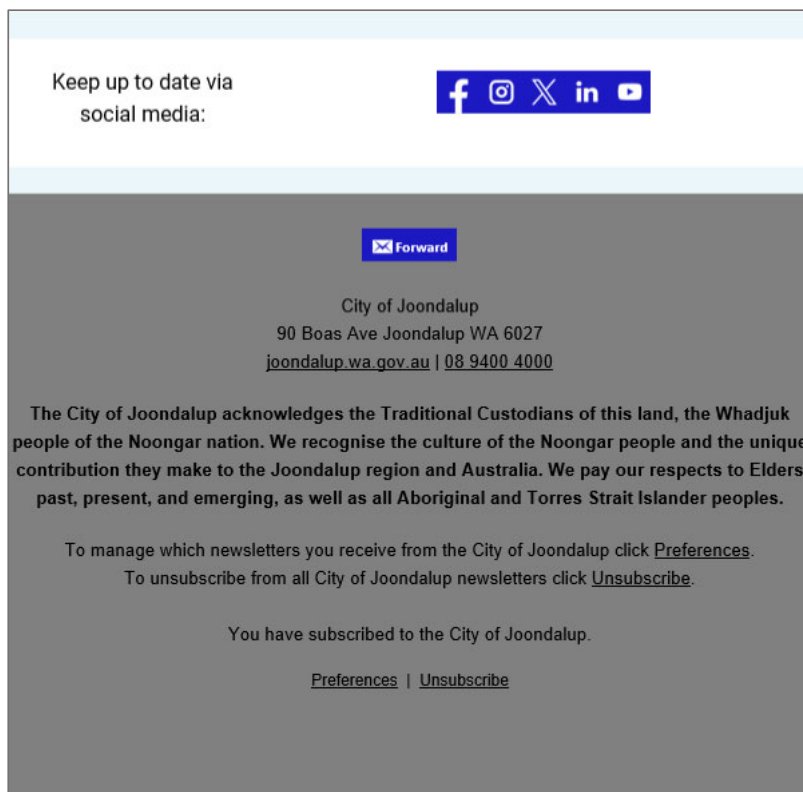 Keep up to date via
social media:
Forward
City of Joondalup
90 Boas Ave Joondalup WA 6027
joondalup.wa.gov.au | 08 9400 4000
The City of Joondalup acknowledges the Traditional Custodians of this land, the Whadjuk
people of the Noongar nation. We recognise the culture of the Noongar people and the unique
contribution they make to the Joondalup region and Australia. We pay our respects to Elders
past, present, and emerging, as well as all Aboriginal and Torres Strait Islander peoples.
To manage which newsletters you receive from the City of Joondalup click Preferences.
To unsubscribe from all City of Joondalup newsletters click Unsubscribe.
You have subscribed to the City of Joondalup.
Preferences | Unsubscribe